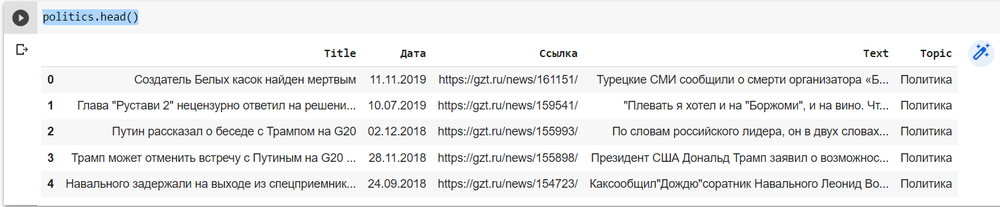 politics.head()
Title Дата Ссылка Text Topic
0 Создатель Белых касок найден мертвым 11.11.2019 https://gzt.ru/news/161151/ Турецкие СМИ сообщили о смерти организатора «Б... Политика
1 Глава "Рустави 2" нецензурно ответил на решени... 10.07.2019 https://gzt.ru/news/159541/ "Плевать я хотел и на "Боржоми", и на вино. Чт... Политика
2 Путин рассказал о беседе с Трампом на G20 02.12.2018 https://gzt.ru/news/155993/ По словам российского лидера, он в двух словах... Политика
3 Трамп может отменить встречу с Путиным на G20 ... 28.11.2018 https://gzt.ru/news/155898/ Президент США Дональд Трамп заявил о возможнос... Политика
4 Навального задержали на выходе из спецприемник... 24.09.2018 https://gzt.ru/news/154723/ Каксообщил"Дождю"соратник Навального Леонид Во... Политика